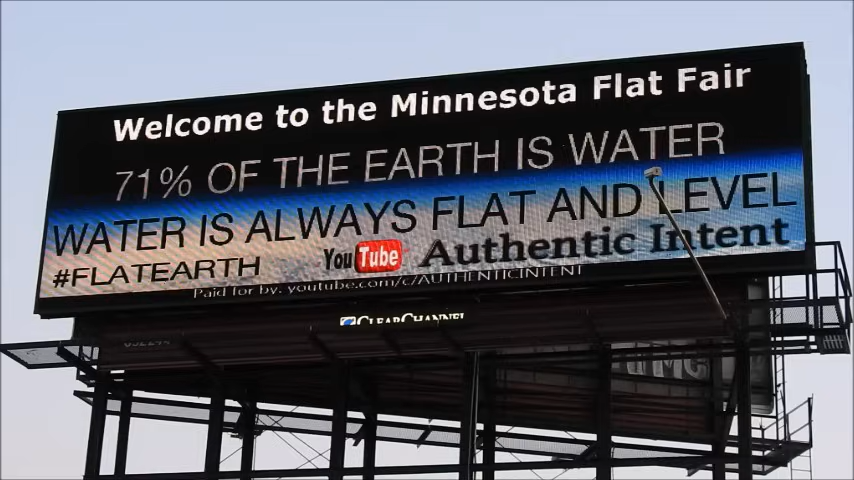 Welcome to the Minnesota Flat Fair
71% OF THE EARTH IS WATER
WATER IS ALWAYS FLAT AND LEVEL
#FLATEARTH YouTube Authentic Intent
Paid for by: youtube.com/c/AUTHENTICINTENT
CLEARCHANNEL